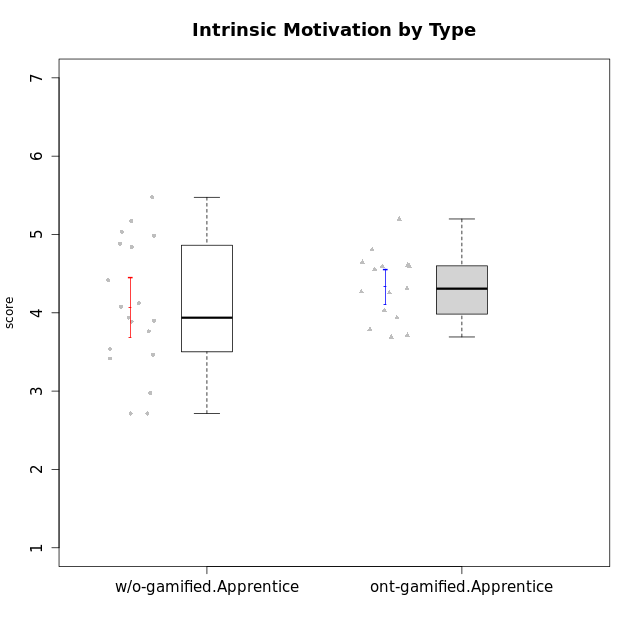 Intrinsic Motivation by Type
score
7
6
5
4
3
2
1
w/o-gamified.Apprentice
ont-gamified.Apprentice